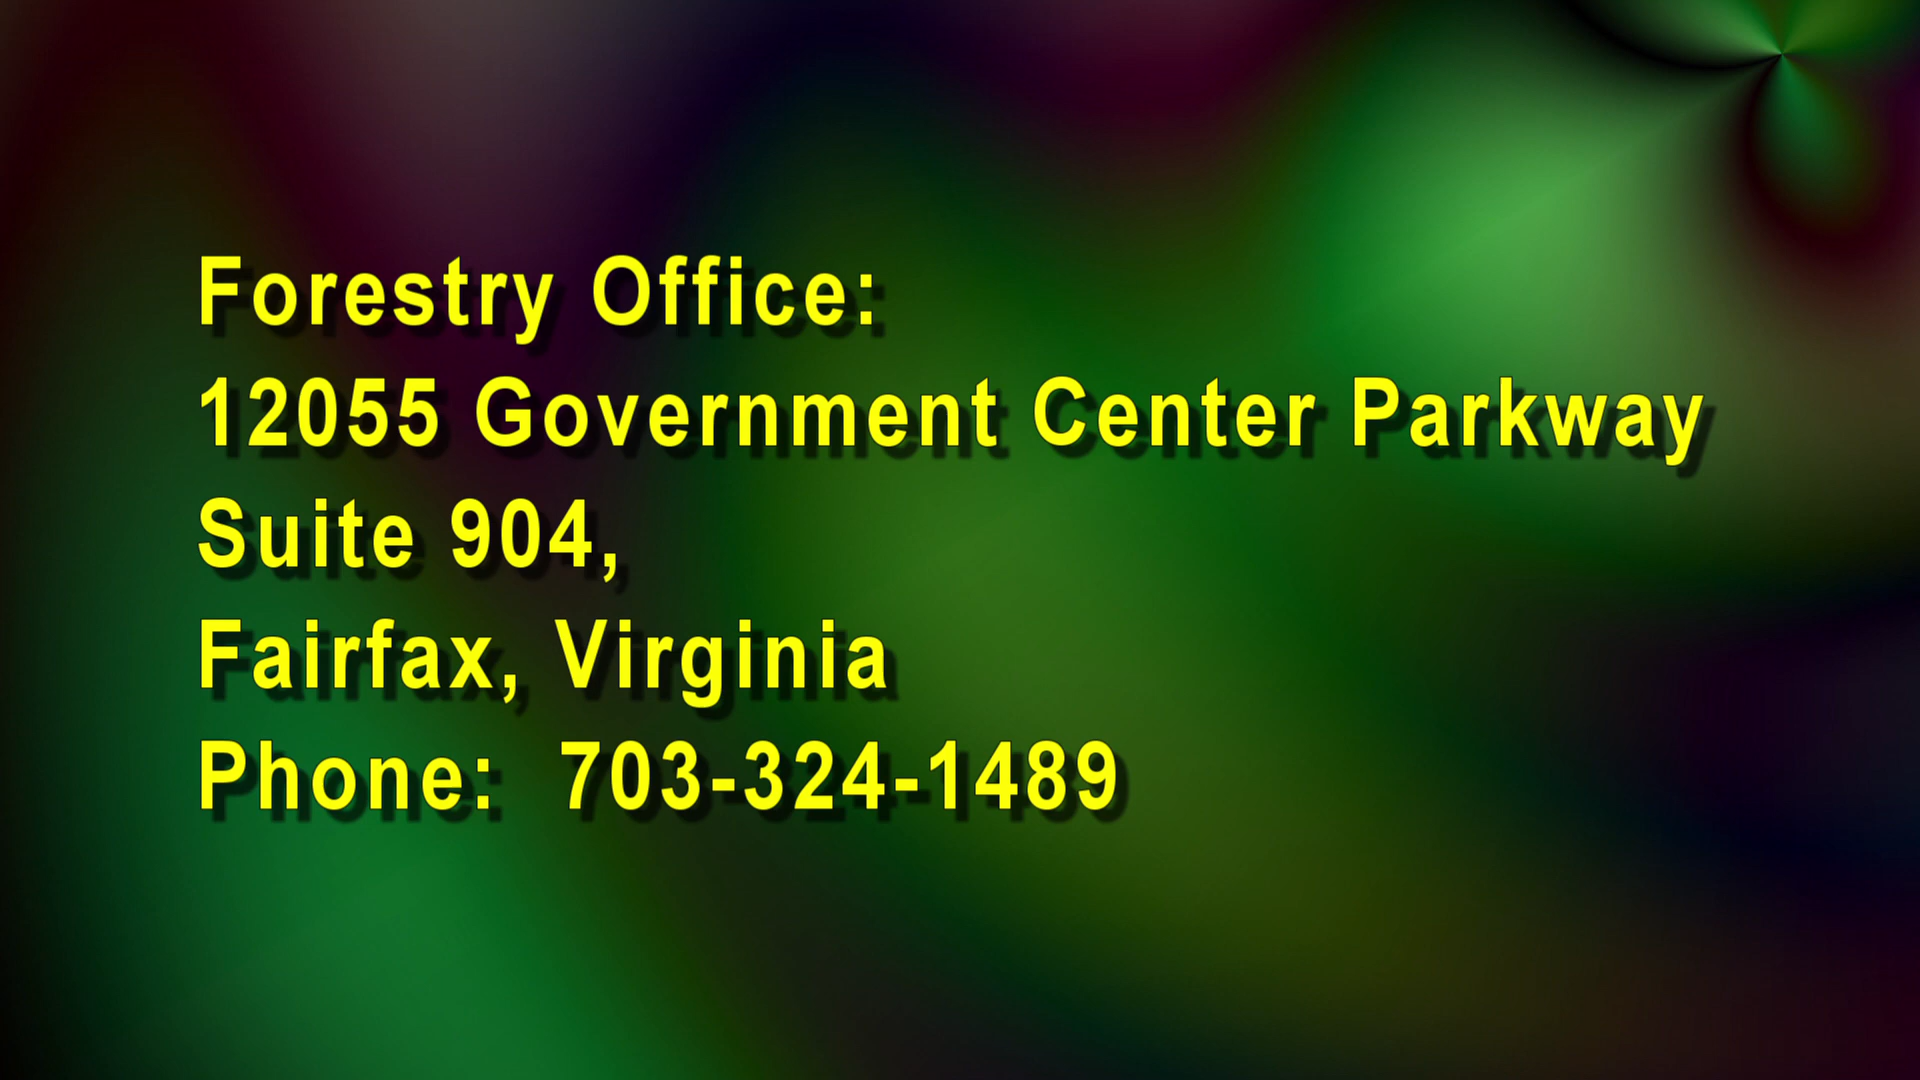 Forestry Office:
12055 Government Center Parkway
Suite 904,
Fairfax, Virginia
Phone:  703-324-1489